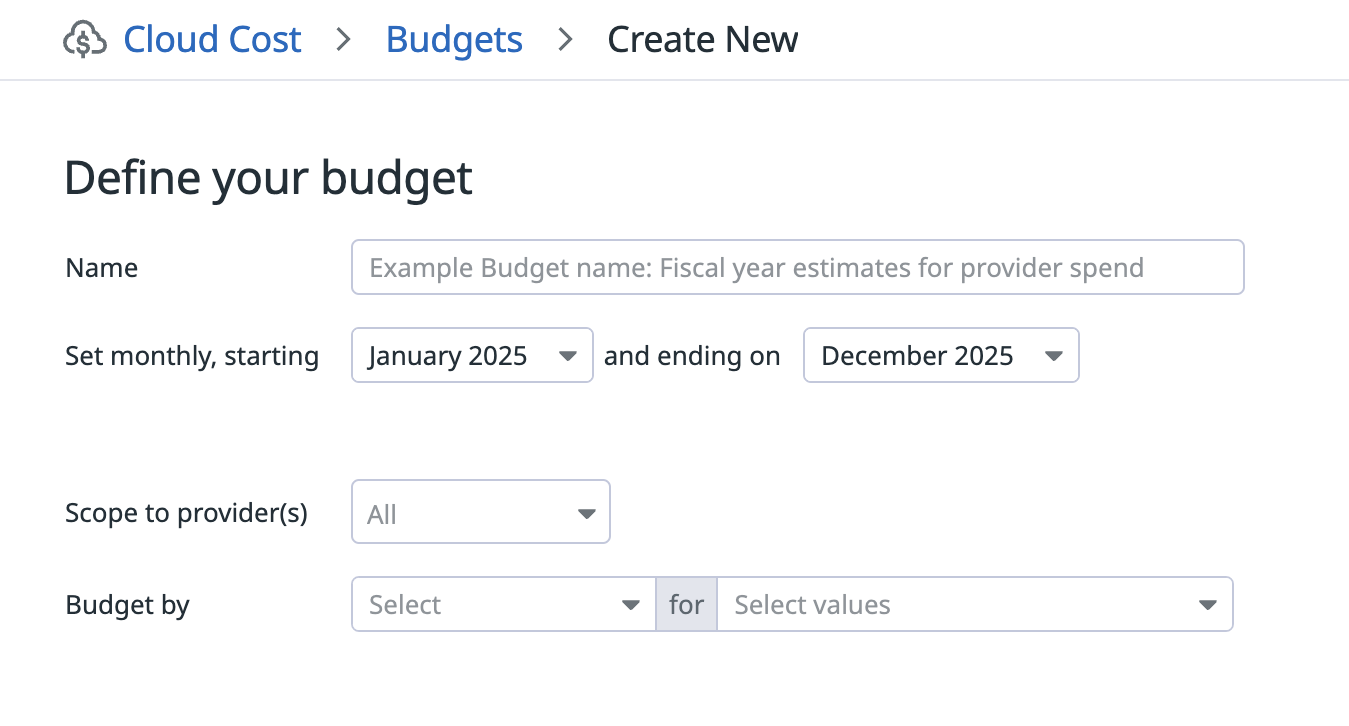 Cloud Cost > Budgets > Create New
Define your budget
Name Example Budget name: Fiscal year estimates for provider spend
Set monthly, starting January 2025 and ending on December 2025
Scope to provider(s) All
Budget by Select for Select values